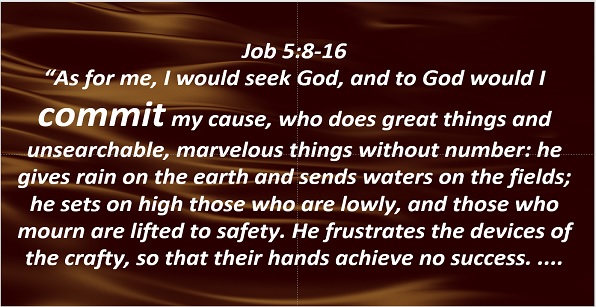 Job 5:8-16
“As for me, I would seek God, and to God would I
commit my cause, who does great things and
unsearchable, marvelous things without number: he
gives rain on the earth and sends waters on the fields;
he sets on high those who are lowly, and those who
mourn are lifted to safety. He frustrates the devices of
the crafty, so that their hands achieve no success. ....